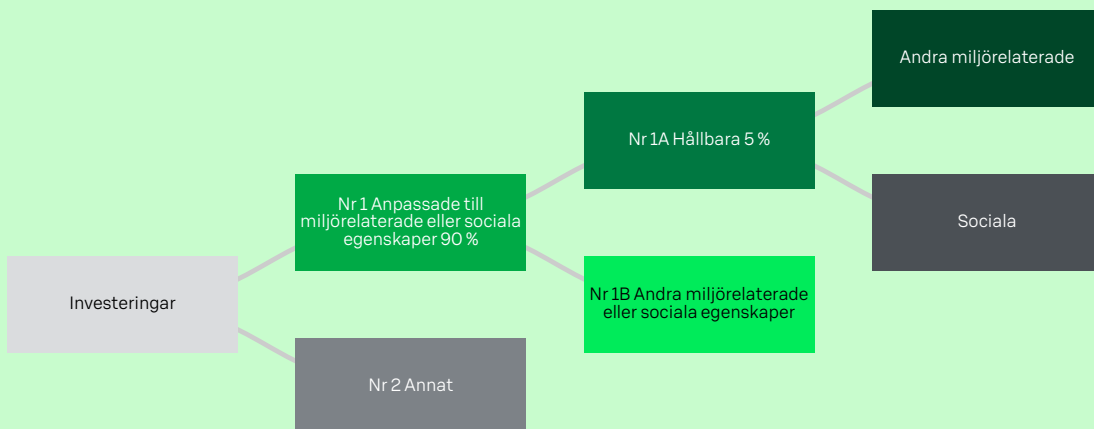 Andra miljörelaterade
Nr 1A Hållbara 5 %
Nr 1 Anpassade till
miljörelaterade eller sociala
egenskaper 90 %
Sociala
Investeringar
Nr 1B Andra miljörelaterade
eller sociala egenskaper
Nr 2 Annat